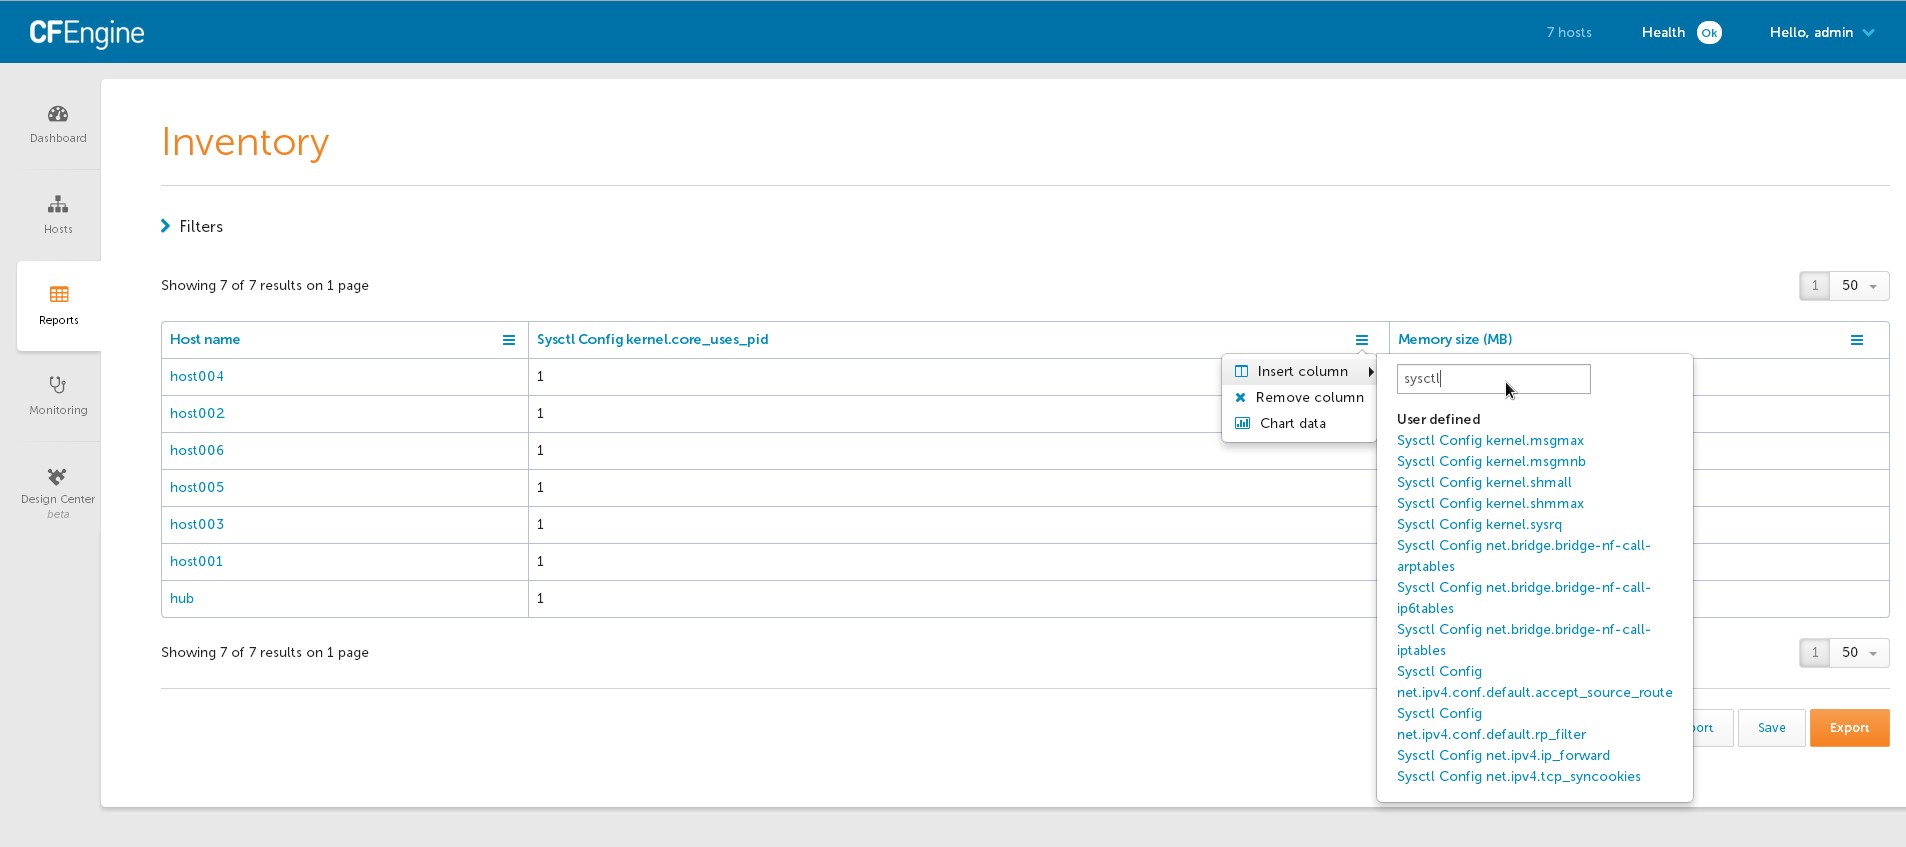 CFEngine
7 hosts
Health Ok
Hello, admin
Dashboard
Hosts
Reports
Monitoring
Design Center
beta
Inventory
Filters
Showing 7 of 7 results on 1 page
1 50
Host name Sysctl Config kernel.core_uses_pid Memory size (MB)
host004 1
host002 1
host006 1
host005 1
host003 1
host001 1
hub 1
Insert column
Remove column
Chart data
sysctl
User defined
Sysctl Config kernel.msgmax
Sysctl Config kernel.msgmnb
Sysctl Config kernel.shmall
Sysctl Config kernel.shmmax
Sysctl Config kernel.sysrq
Sysctl Config net.bridge.bridge-nf-call-
arptables
Sysctl Config net.bridge.bridge-nf-call-
ip6tables
Sysctl Config net.bridge.bridge-nf-call-
iptables
Sysctl Config
net.ipv4.conf.default.accept_source_route
Sysctl Config
net.ipv4.conf.default.rp_filter
Sysctl Config net.ipv4.ip_forward
Sysctl Config net.ipv4.tcp_syncookies
Showing 7 of 7 results on 1 page
1 50
Save
Export